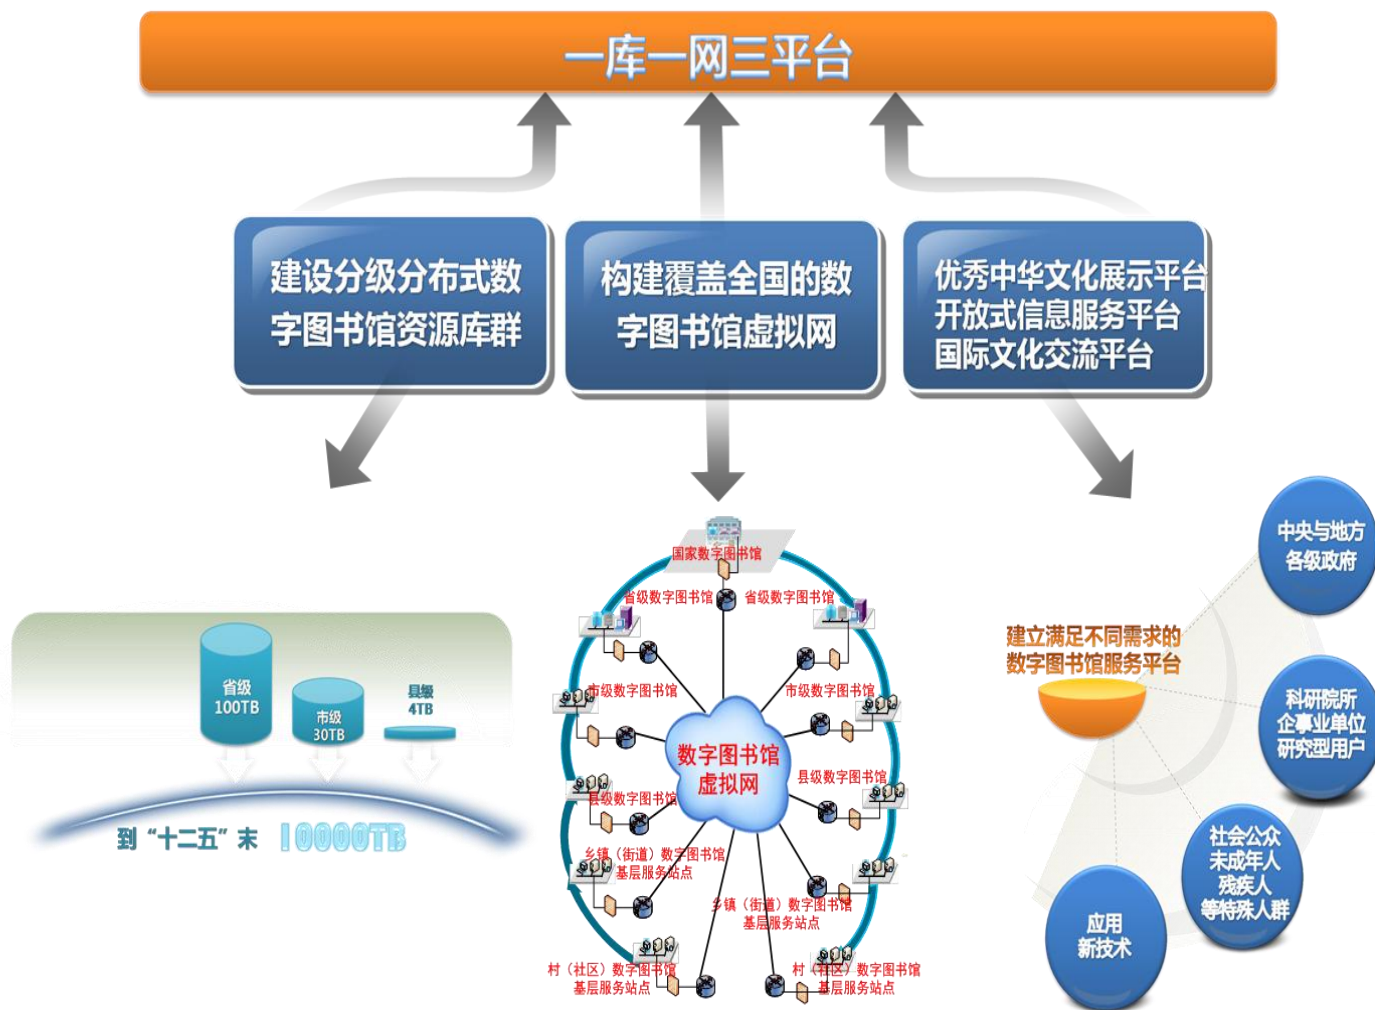 一库一网三平台
建设分级分布式数
字图书馆资源库群
构建覆盖全国的数
字图书馆虚拟网
优秀中华文化展示平台
开放式信息服务平台
国际文化交流平台
省级
100TB
市级
30TB
县级
4TB
到“十二五”末 10000TB
国家数字图书馆
省级数字图书馆
省级数字图书馆
市级数字图书馆
市级数字图书馆
数字图书馆
虚拟网
县级数字图书馆
县级数字图书馆
乡镇（街道）数字图书馆
基层服务站点
乡镇（街道）数字图书馆
基层服务站点
村（社区）数字图书馆
基层服务站点
村（社区）数字图书馆
基层服务站点
建立满足不同需求的
数字图书馆服务平台
中央与地方
各级政府
科研院所
企事业单位
研究型用户
社会公众
未成年人
残疾人
等特殊人群
应用
新技术